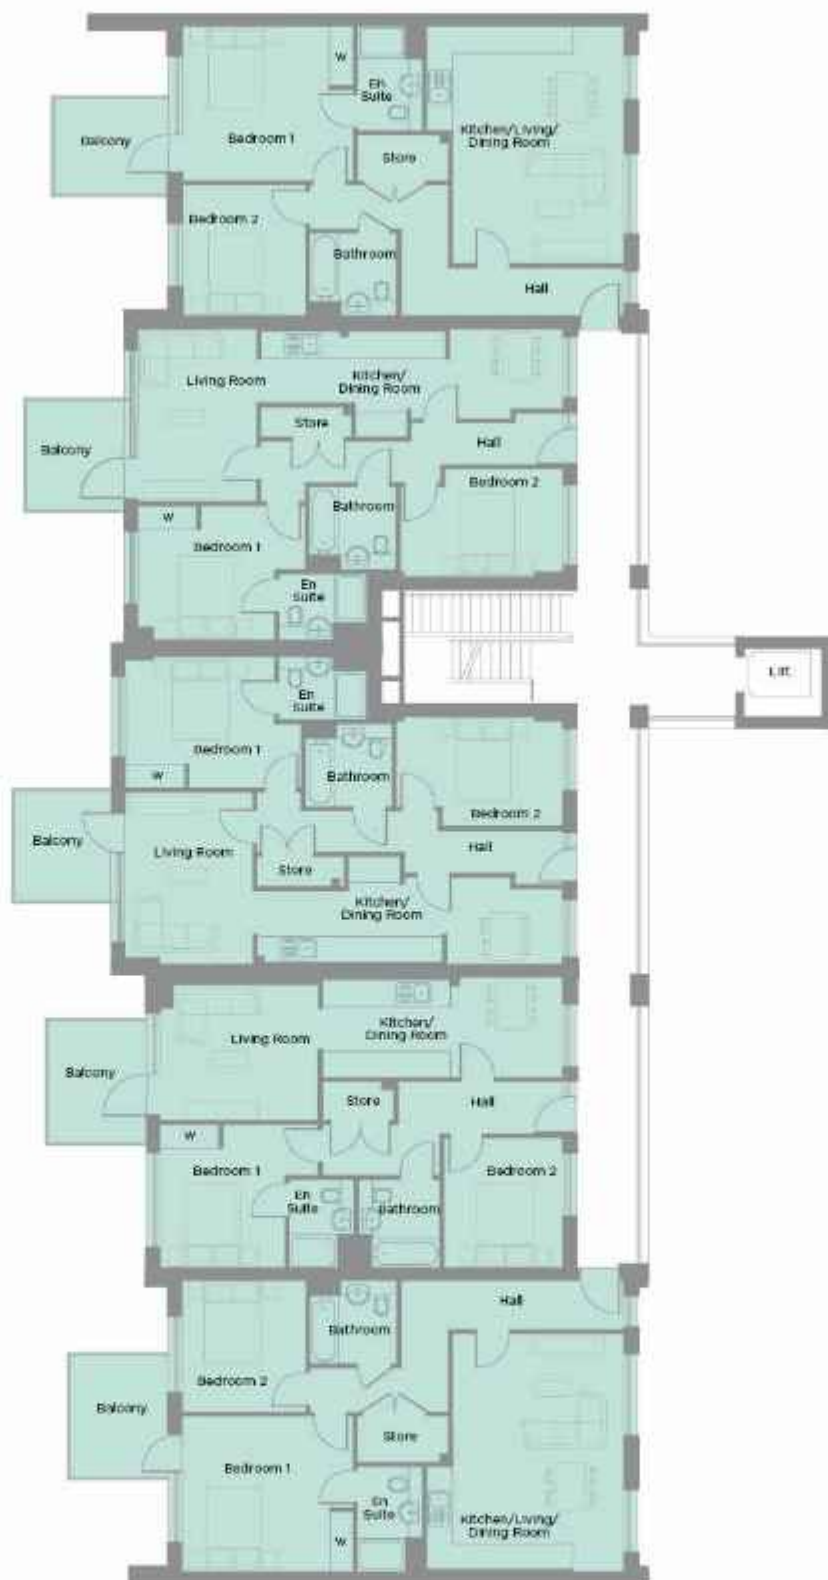 W
En
Suite
Kitchen/Living/
Dining Room
Balcony
Bedroom 1
Store
Bedroom 2
Bathroom
Hall
Living Room
Kitchen/
Dining Room
Store
Hall
Balcony
Bedroom 2
Bathroom
W
Bedroom 1
En
Suite
Lift
En
Suite
Bedroom 1
W
Bathroom
Bedroom 2
Balcony
Living Room
Hall
Store
Kitchen/
Dining Room
Kitchen/
Dining Room
Living Room
Balcony
Store
Hall
W
Bedroom 1
Bedroom 2
En
Suite
Bathroom
Hall
Bathroom
Bedroom 2
Balcony
Store
Bedroom 1
En
Suite
Kitchen/Living/
Dining Room
W